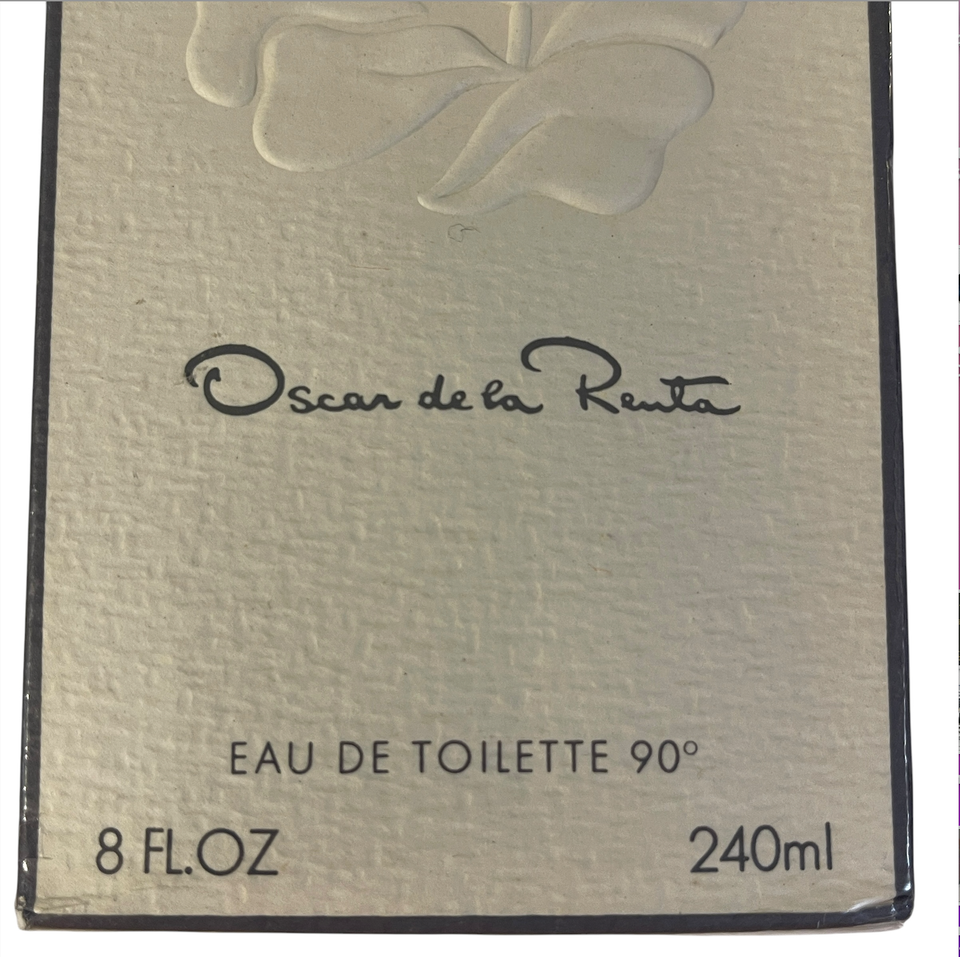 Oscar de la Renta
EAU DE TOILETTE 90°
8 FL.OZ
240ml